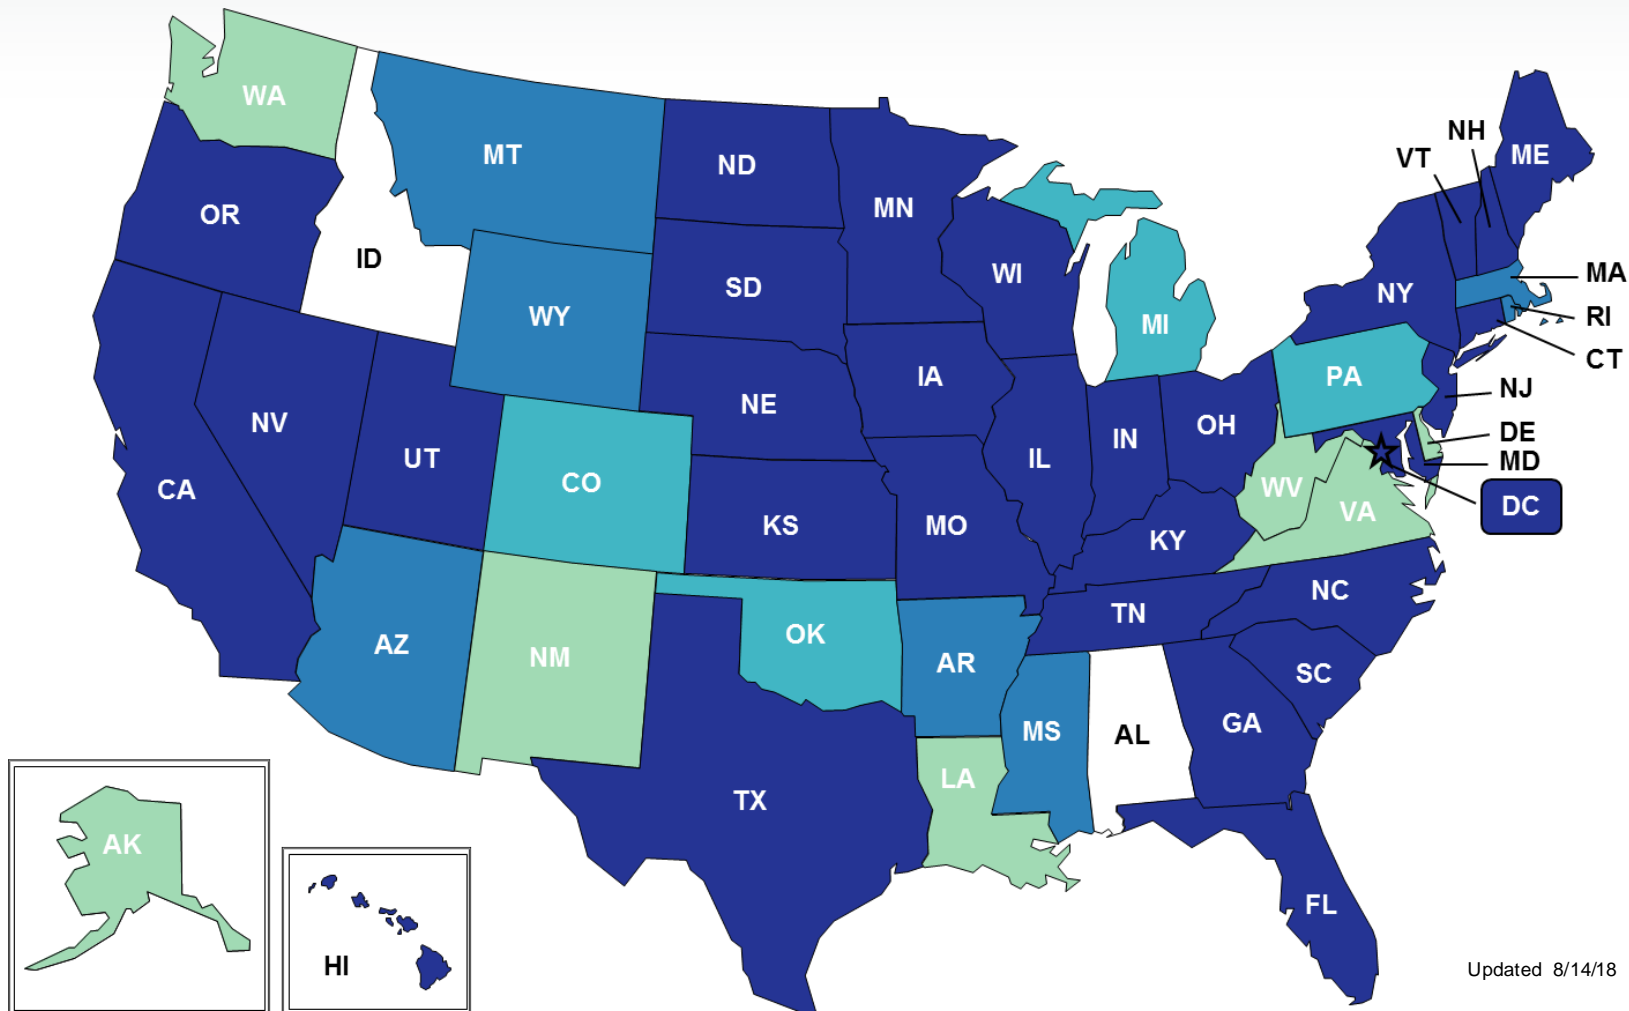 WA
MT
ND
MN
NH
VT
ME
OR
ID
SD
WI
MA
NY
RI
WY
MI
CT
IA
PA
NE
NJ
NV
UT
CO
IL
IN
OH
DE
MD
CA
WV
DC
KS
MO
VA
KY
NC
TN
AZ
NM
OK
AR
SC
MS
AL
GA
LA
TX
AK
FL
HI
Updated 8/14/18